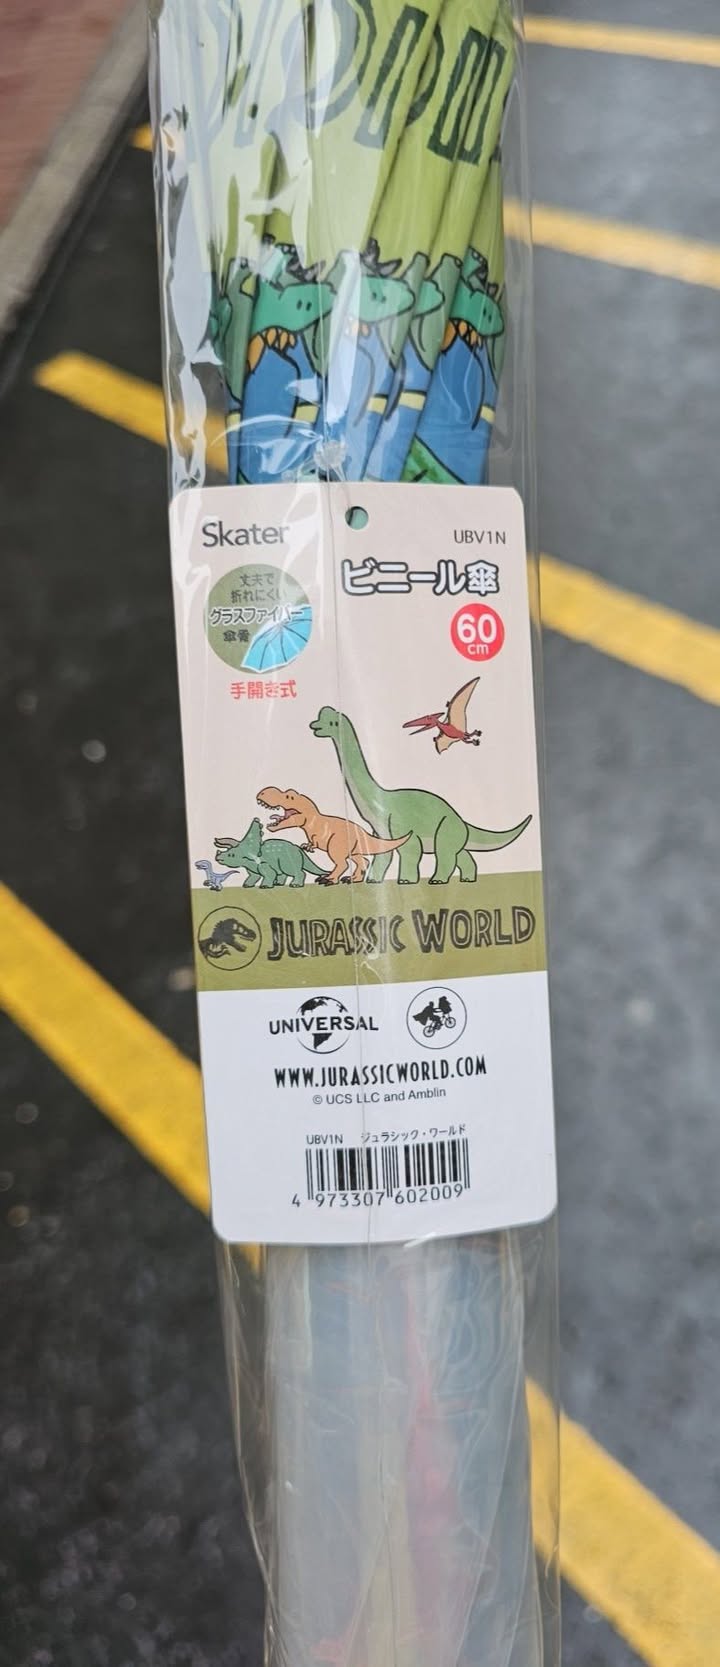 Skater
UBV1N
丈夫で
折れにくい
グラスファイバー
傘骨
手開き式
ビニール傘
60
cm
JURASSIC WORLD
UNIVERSAL
WWW.JURASSICWORLD.COM
© UCS LLC and Amblin
UBV1N ジュラシック・ワールド
4 973307 602009